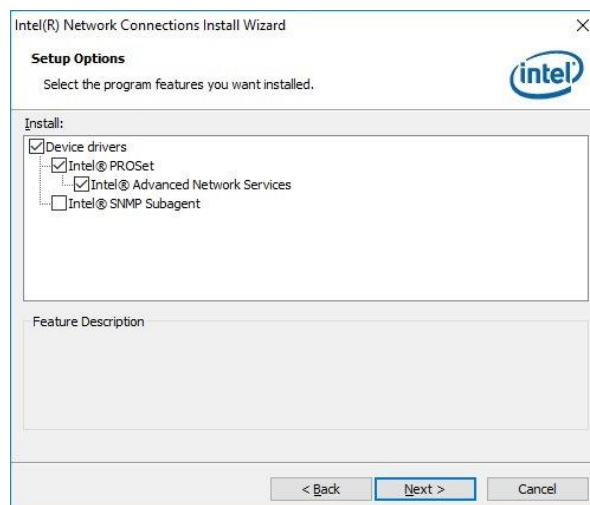 Intel(R) Network Connections Install Wizard
Setup Options
Select the program features you want installed.
intel
Install:
Device drivers
Intel® PROSet
Intel® Advanced Network Services
Intel® SNMP Subagent
Feature Description
< Back
Next >
Cancel